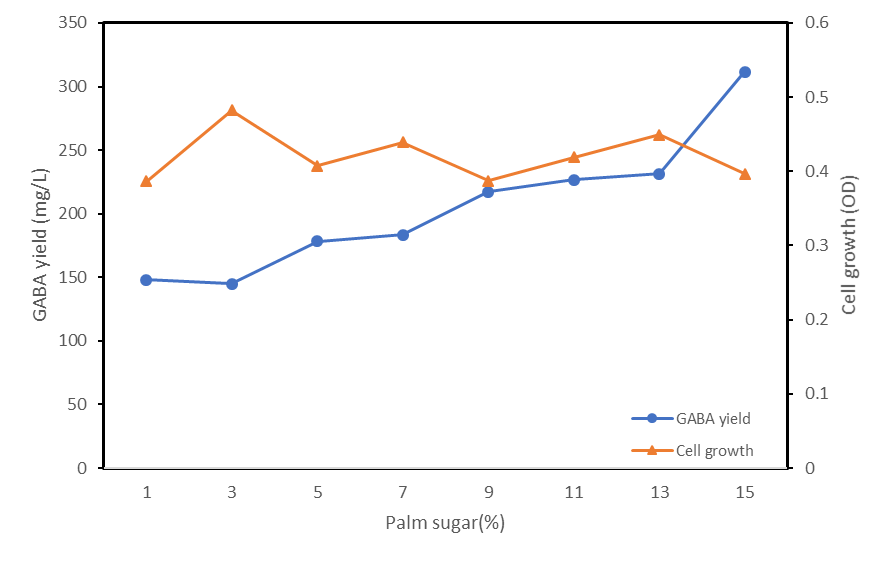 350
300
250
200
150
100
50
0
GABA yield (mg/L)
0.6
0.5
0.4
0.3
0.2
0.1
0
Cell growth (OD)
GABA yield
Cell growth
1 3 5 7 9 11 13 15
Palm sugar(%)